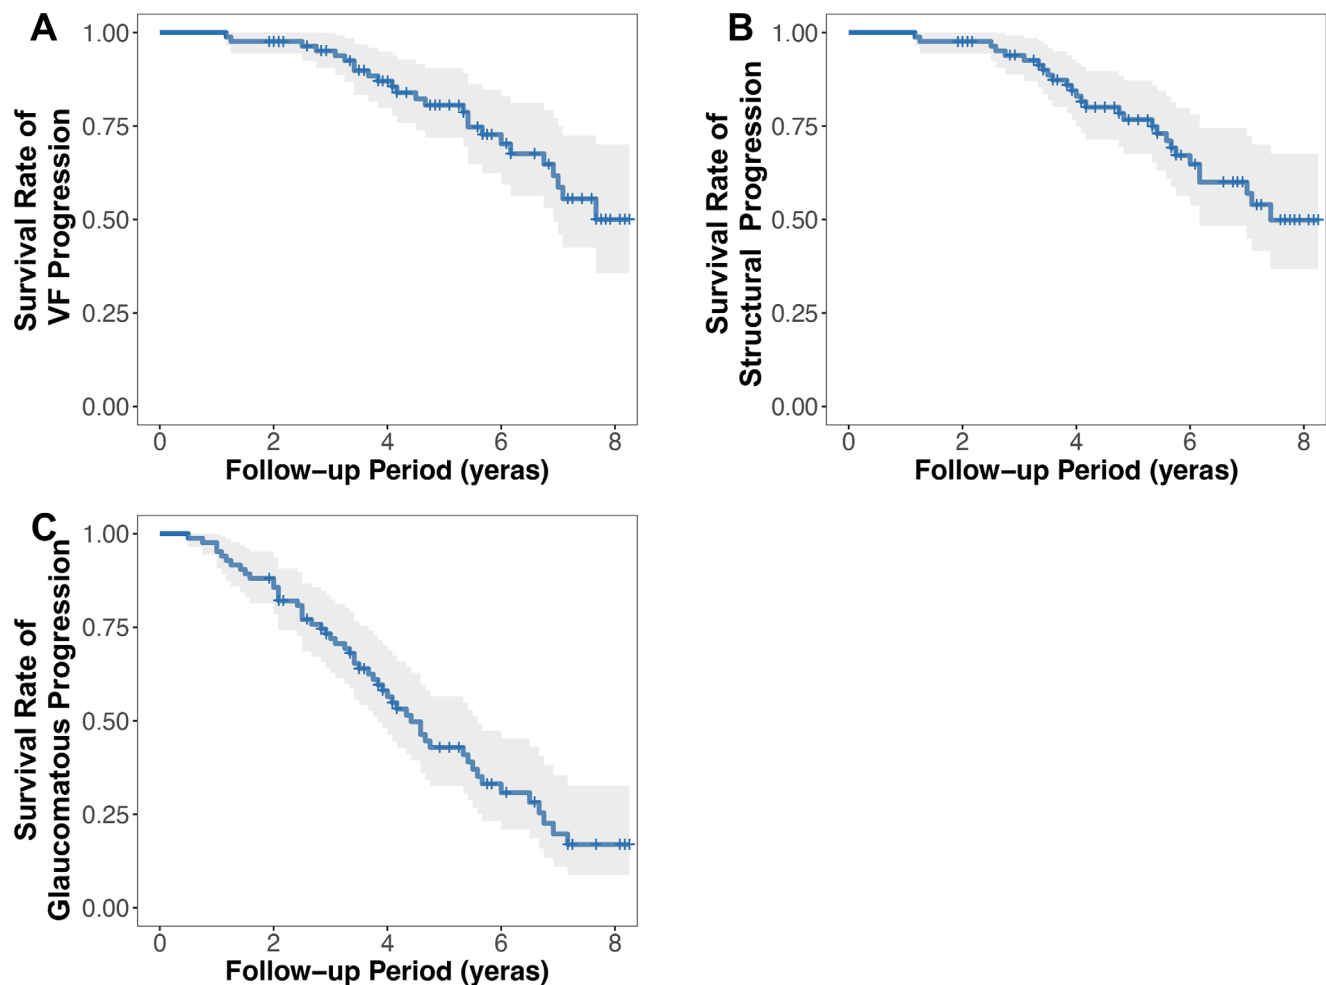 A
Survival Rate of
VF Progression
1.00
0.75
0.50
0.25
0.00
0 2 4 6 8
Follow-up Period (yeras)
B
Survival Rate of
Structural Progression
1.00
0.75
0.50
0.25
0.00
0 2 4 6 8
Follow-up Period (yeras)
C
Survival Rate of
Glaucomatous Progression
1.00
0.75
0.50
0.25
0.00
0 2 4 6 8
Follow-up Period (yeras)